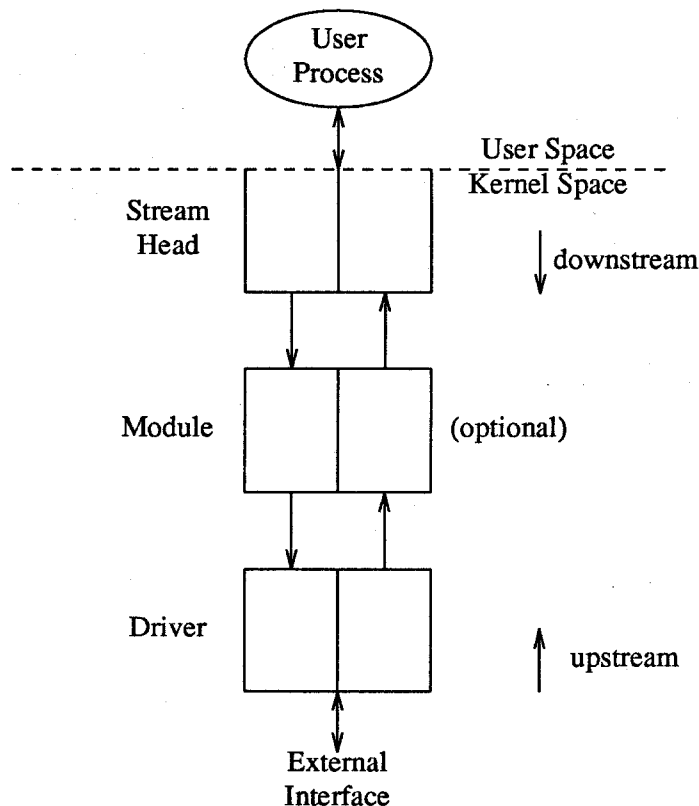 User
Process
User Space
Kernel Space
Stream
Head
downstream
Module
(optional)
Driver
upstream
External
Interface